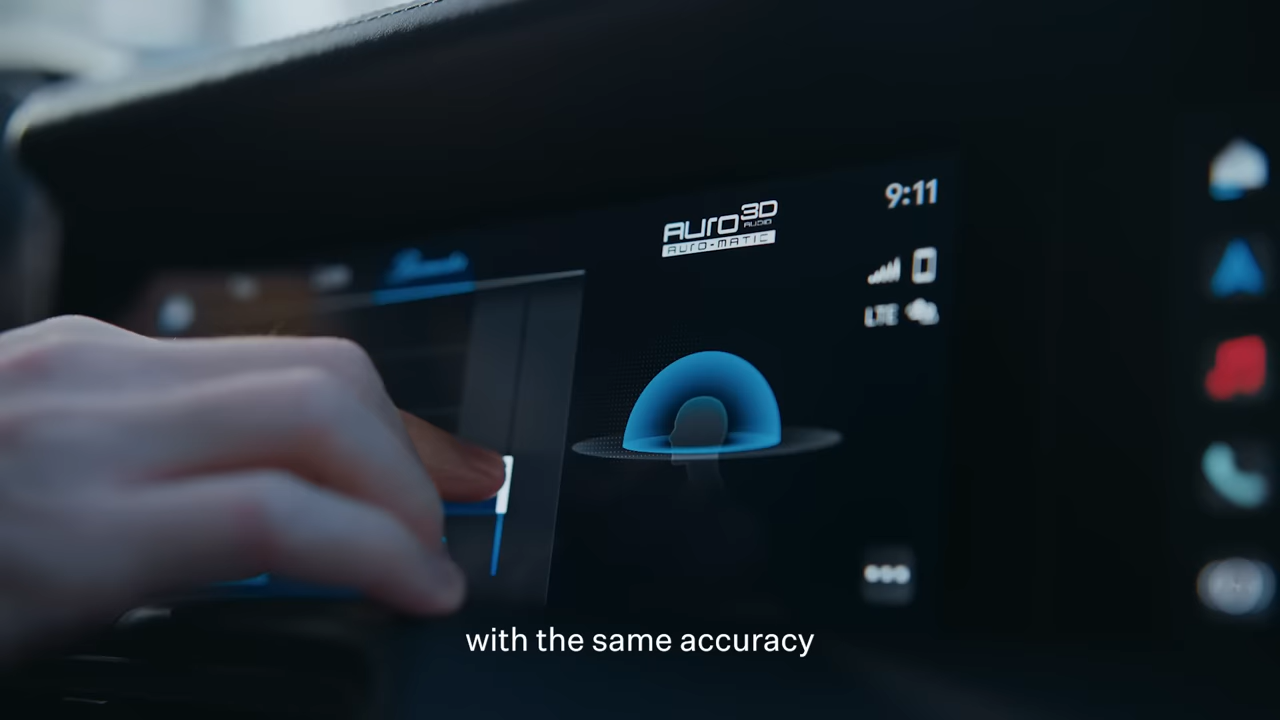 AURO 3D
AUDIO
AURO-MATIC
9:11
LTE
with the same accuracy